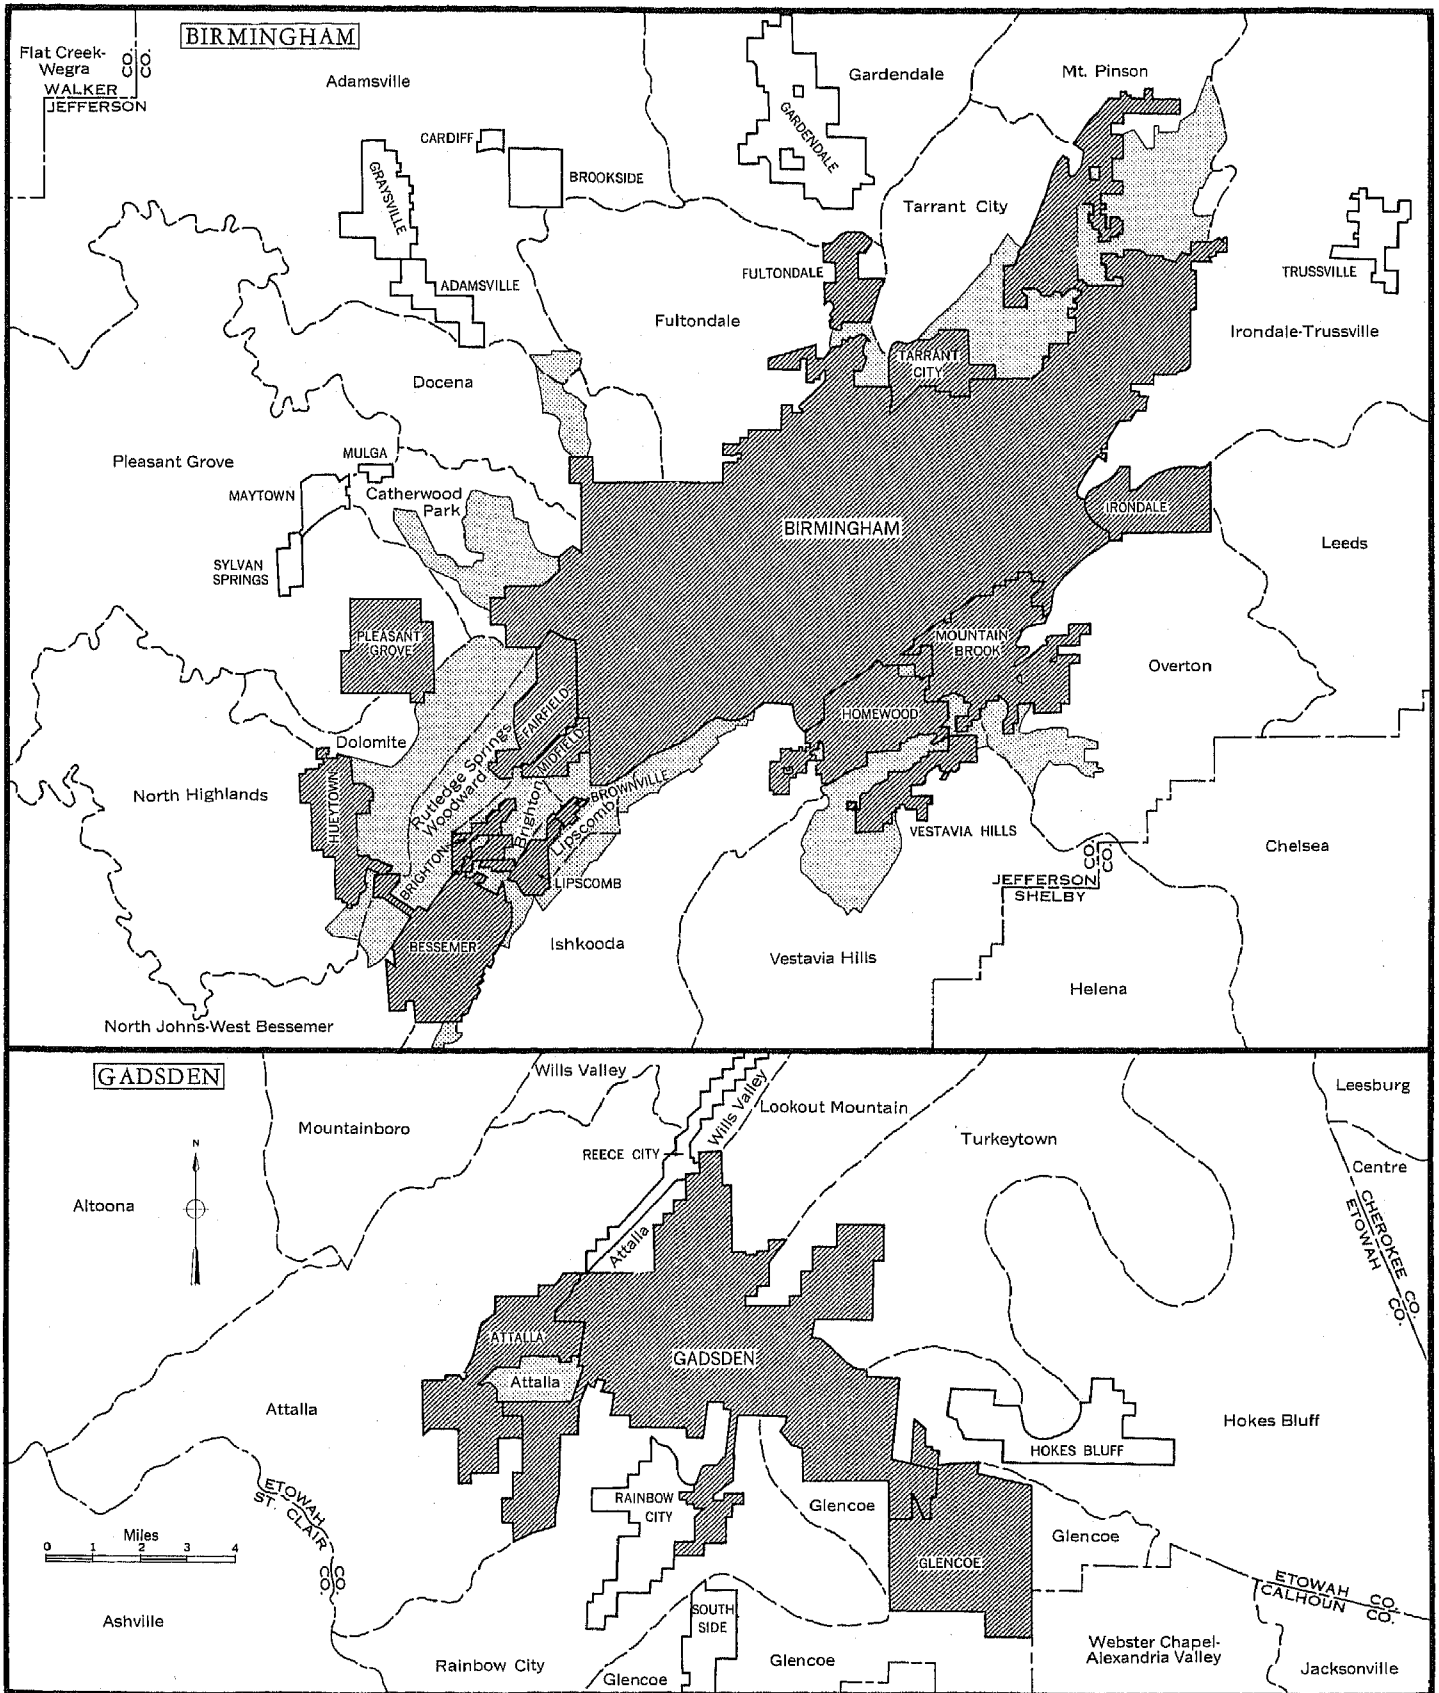 BIRMINGHAM
Flat Creek-
Wegra
CO.
CO.
WALKER
JEFFERSON
Adamsville
Gardendale
Mt. Pinson
CARDIFF
GRAYSVILLE
BROOKSIDE
GARDENDALE
Tarrant City
FULTONDALE
TRUSSVILLE
ADAMSVILLE
Fultondale
Irondale-Trussville
TARRANT
CITY
Docena
Pleasant Grove
MULGA
MAYTOWN
Catherwood
Park
IRONDALE
BIRMINGHAM
Leeds
SYLVAN
SPRINGS
PLEASANT
GROVE
MOUNTAIN
BROOK
Overton
FAIRFIELD
HOMEWOOD
Dolomite
MIDFIELD
Rutledge Springs
Woodward
North Highlands
HUEYTOWN
BROWNVILLE
Brighton
Lipscomb
VESTAVIA HILLS
BRIGHTON
Chelsea
CO.
CO.
JEFFERSON
SHELBY
LIPSCOMB
BESSEMER
Ishkooda
Vestavia Hills
Helena
North Johns-West Bessemer
GADSDEN
Wills Valley
Wills Valley
Lookout Mountain
Leesburg
Mountainboro
Turkeytown
N
REECE CITY
Centre
Altoona
CHEROKEE CO.
ETOWAH CO.
Attalla
ATTALLA
GADSDEN
Attalla
Attalla
Hokes Bluff
HOKES BLUFF
ETOWAH CO.
ST. CLAIR CO.
RAINBOW
CITY
Glencoe
Miles
0 1 2 3 4
Glencoe
GLENCOE
ETOWAH CO.
CALHOUN CO.
Ashville
SOUTH
SIDE
Webster Chapel-
Alexandria Valley
Rainbow City
Glencoe
Glencoe
Jacksonville